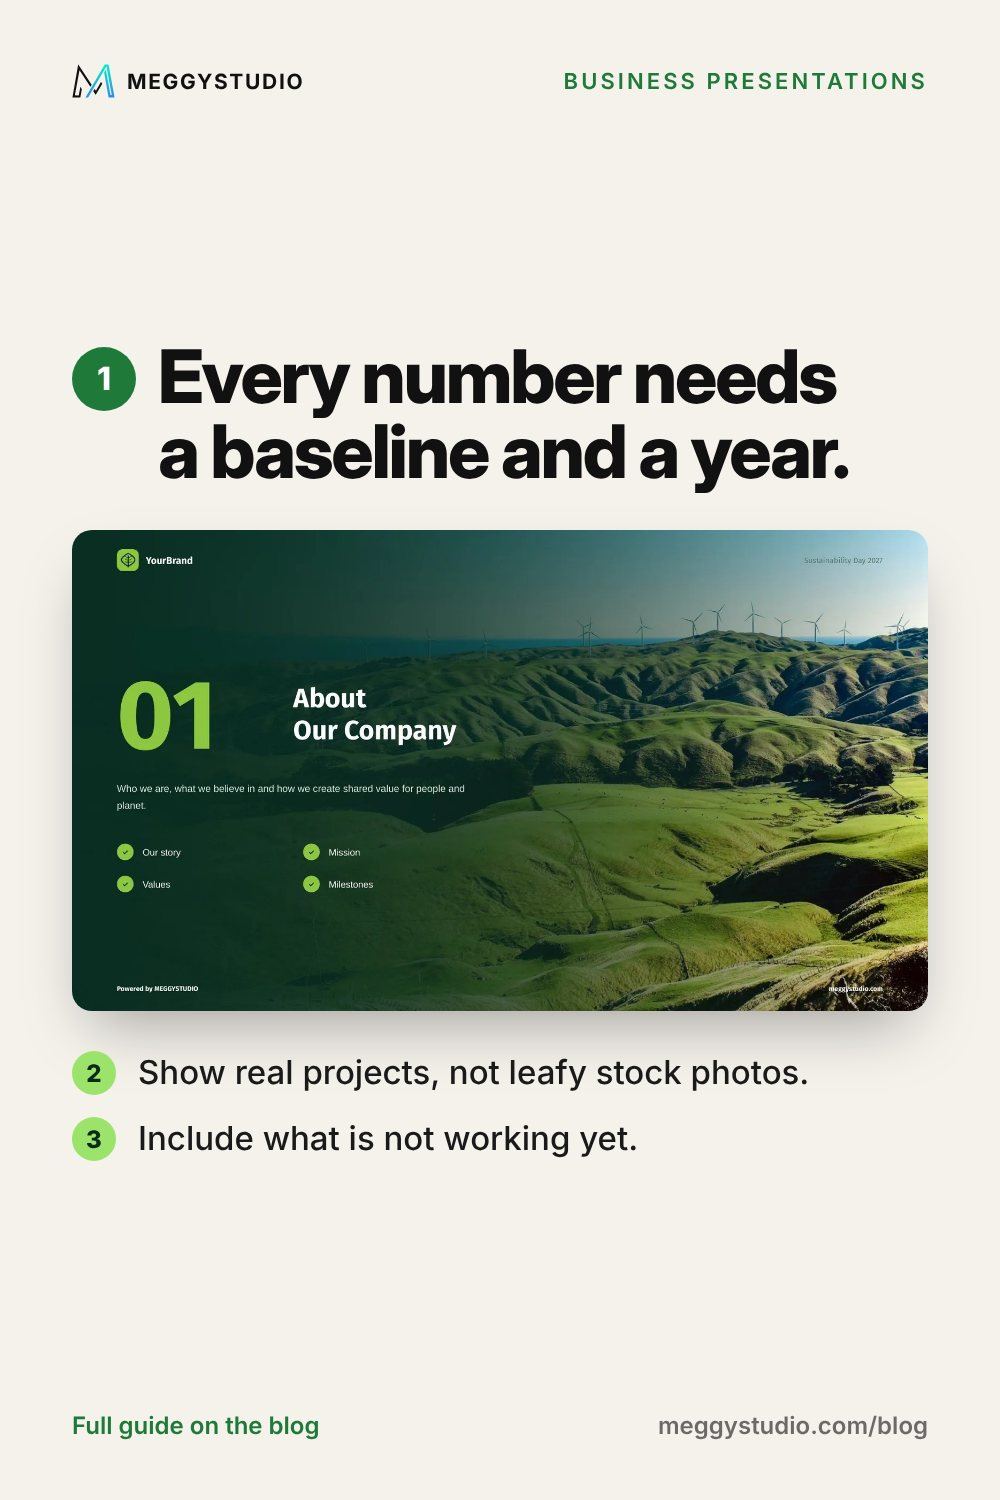 MEGGYSTUDIO
BUSINESS PRESENTATIONS
1
Every number needs
a baseline and a year.
YourBrand
Sustainability Day 2027
01
About
Our Company
Who we are, what we believe in and how we create shared value for people and
planet.
Our story
Mission
Values
Milestones
Powered by MEGGYSTUDIO
meggystudio.com
2 Show real projects, not leafy stock photos.
3 Include what is not working yet.
Full guide on the blog
meggystudio.com/blog